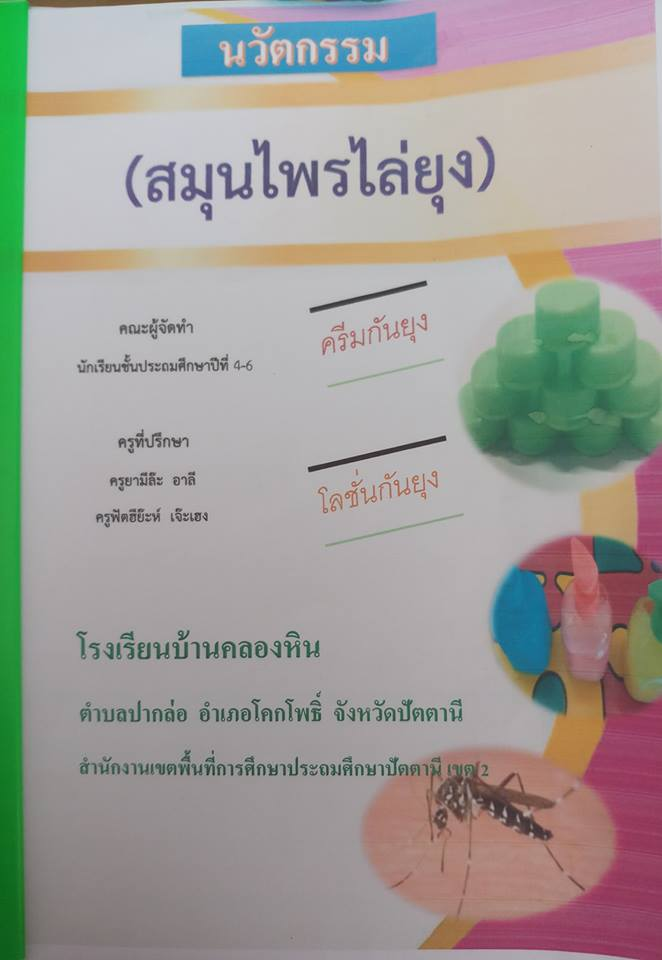 นวัตกรรม
(สมุนไพรไล่ยุง)
คณะผู้จัดทำ
นักเรียนชั้นประถมศึกษาปีที่ 4-6
ครีมกันยุง
ครูที่ปรึกษา
ครูยามีล๊ะ อาลี
ครูฟัตฮีย๊ะห์ เจ๊ะเฮง
โลชั่นกันยุง
โรงเรียนบ้านคลองหิน
ตำบลปากล่อ อำเภอโคกโพธิ์ จังหวัดปัตตานี
สำนักงานเขตพื้นที่การศึกษาประถมศึกษาปัตตานี เขต 2